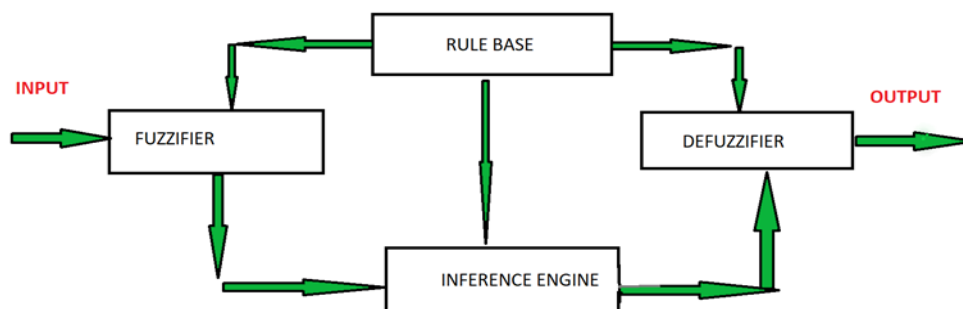 RULE BASE
INPUT
OUTPUT
FUZZIFIER
DEFUZZIFIER
INFERENCE ENGINE